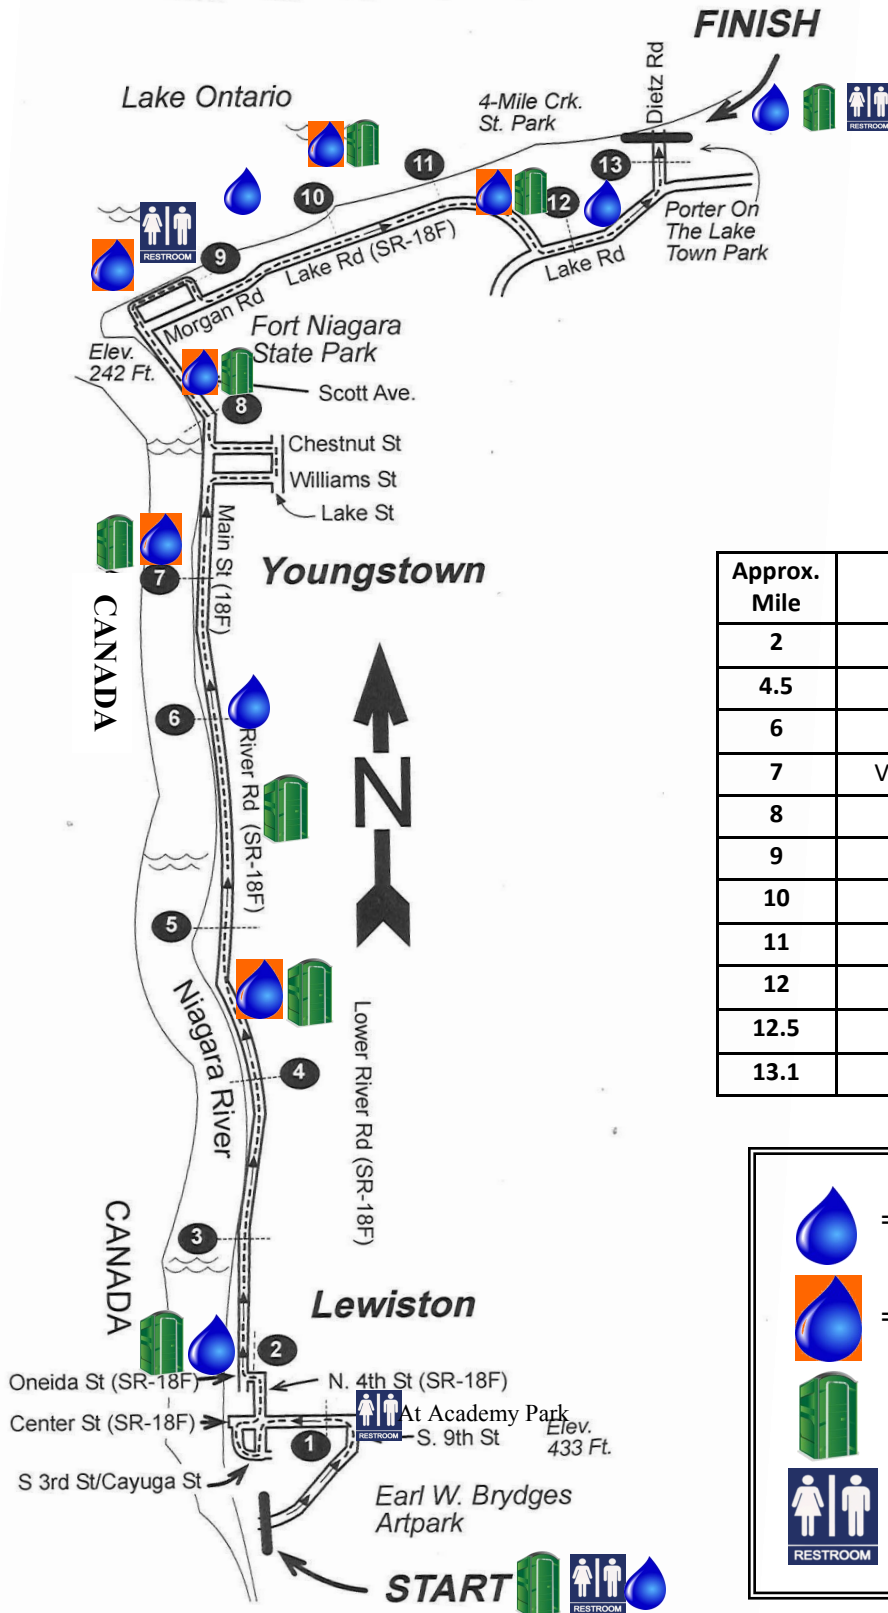 FINISH
Lake Ontario
4-Mile Crk.
St. Park
Dietz Rd
RESTROOM
11
13
10
12
Porter On
The Lake
Town Park
RESTROOM
9
Lake Rd (SR-18F)
Lake Rd
Morgan Rd
Fort Niagara
State Park
Elev.
242 Ft.
Scott Ave.
8
Chestnut St
Williams St
Lake St
Main St (18F)
7
Youngstown
CANADA
6
River Rd (SR-18F)
N
5
Niagara River
4
Lower River Rd (SR-18F)
3
CANADA
Lewiston
2
Oneida St (SR-18F)
N. 4th St (SR-18F)
At Academy Park
Center St (SR-18F)
RESTROOM
1
S. 9th St
Elev.
433 Ft.
S 3rd St/Cayuga St
Earl W. Brydges
Artpark
START
RESTROOM
Approx.
Mile
2
4.5
6
7 V
8
9
10
11
12
12.5
13.1
=
=
RESTROOM